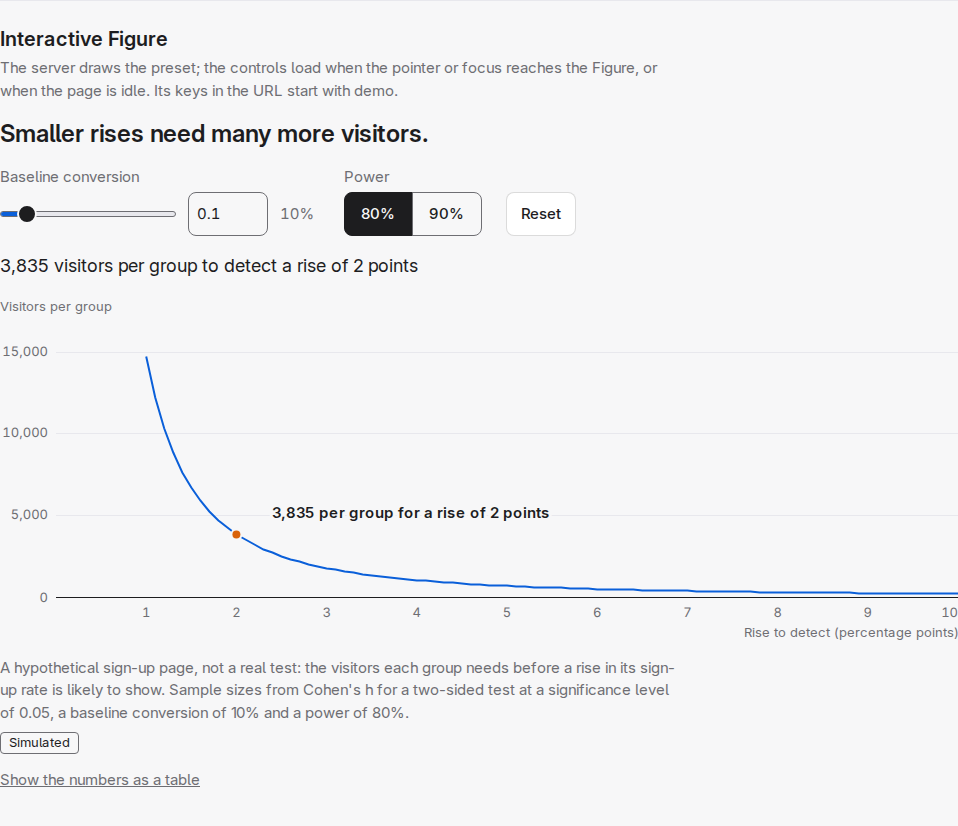 Interactive Figure
The server draws the preset; the controls load when the pointer or focus reaches the Figure, or
when the page is idle. Its keys in the URL start with demo.
Smaller rises need many more visitors.
Baseline conversion
Power
0.1
10%
80%
90%
Reset
3,835 visitors per group to detect a rise of 2 points
Visitors per group
15,000
10,000
5,000
3,835 per group for a rise of 2 points
0
1 2 3 4 5 6 7 8 9 10
Rise to detect (percentage points)
A hypothetical sign-up page, not a real test: the visitors each group needs before a rise in its sign-
up rate is likely to show. Sample sizes from Cohen's h for a two-sided test at a significance level
of 0.05, a baseline conversion of 10% and a power of 80%.
Simulated
Show the numbers as a table